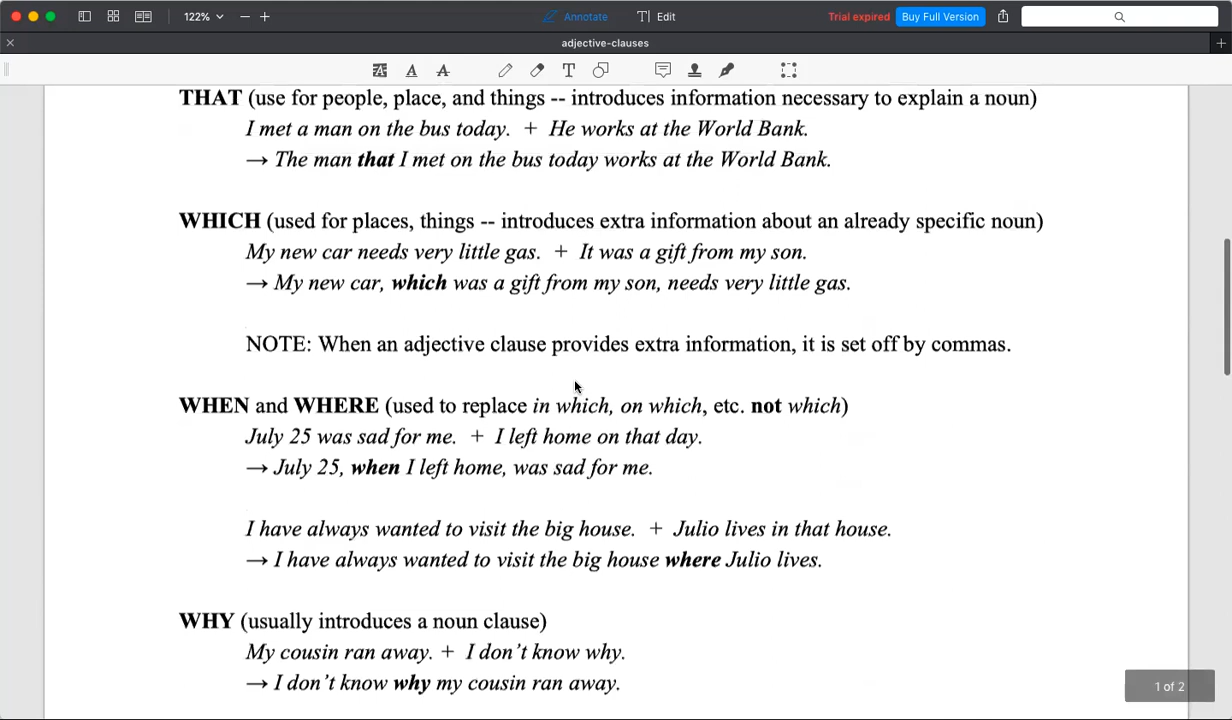 122%
Annotate
Edit
Trial expired
Buy Full Version
adjective-clauses
THAT (use for people, place, and things -- introduces information necessary to explain a noun)
I met a man on the bus today. + He works at the World Bank.
→ The man that I met on the bus today works at the World Bank.
WHICH (used for places, things -- introduces extra information about an already specific noun)
My new car needs very little gas. + It was a gift from my son.
→ My new car, which was a gift from my son, needs very little gas.
NOTE: When an adjective clause provides extra information, it is set off by commas.
WHEN and WHERE (used to replace in which, on which, etc. not which)
July 25 was sad for me. + I left home on that day.
→ July 25, when I left home, was sad for me.
I have always wanted to visit the big house. + Julio lives in that house.
→ I have always wanted to visit the big house where Julio lives.
WHY (usually introduces a noun clause)
My cousin ran away. + I don't know why.
→ I don't know why my cousin ran away.
1 of 2